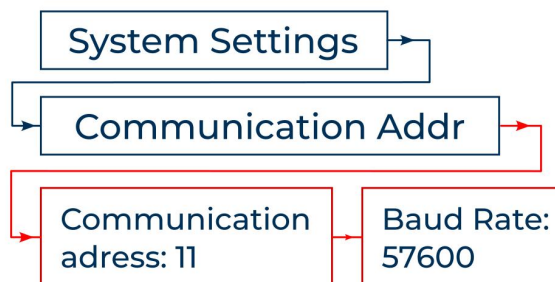 System Settings
Communication Addr
Communication
adress: 11
Baud Rate:
57600